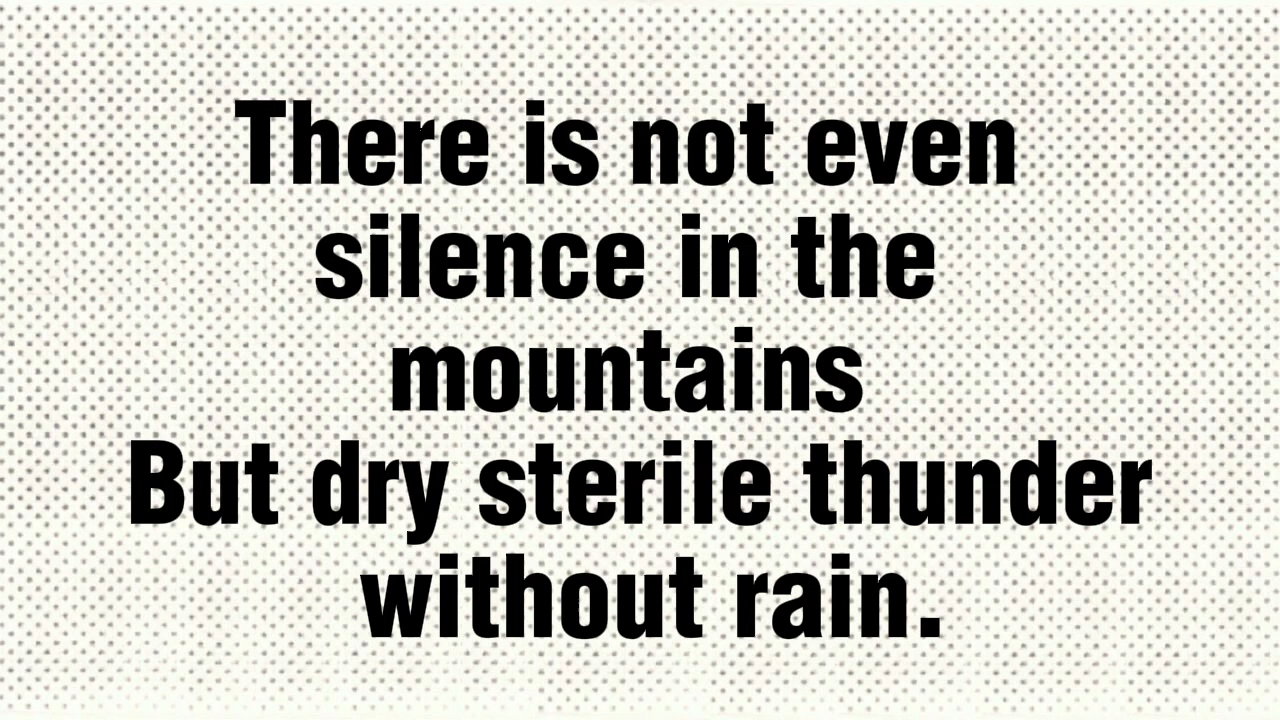 There is not even
silence in the
mountains
But dry sterile thunder
without rain.